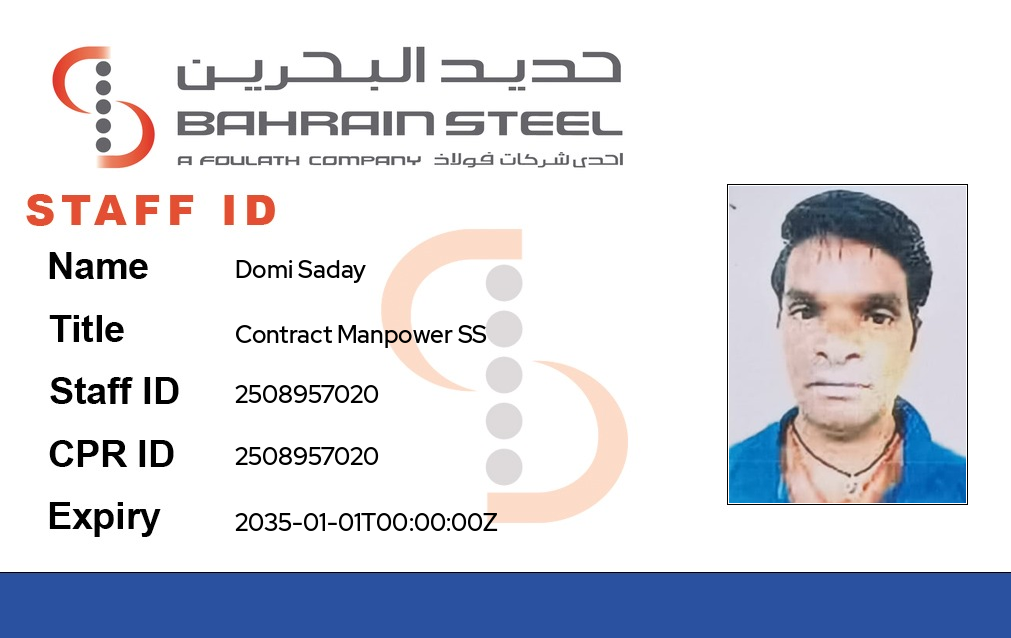 حديد البحرين
BAHRAIN STEEL
A FOULATH COMPANY احدى شركات فولاذ
STAFF ID
Name Domi Saday
Title Contract Manpower SS
Staff ID 2508957020
CPR ID 2508957020
Expiry 2035-01-01T00:00:00Z